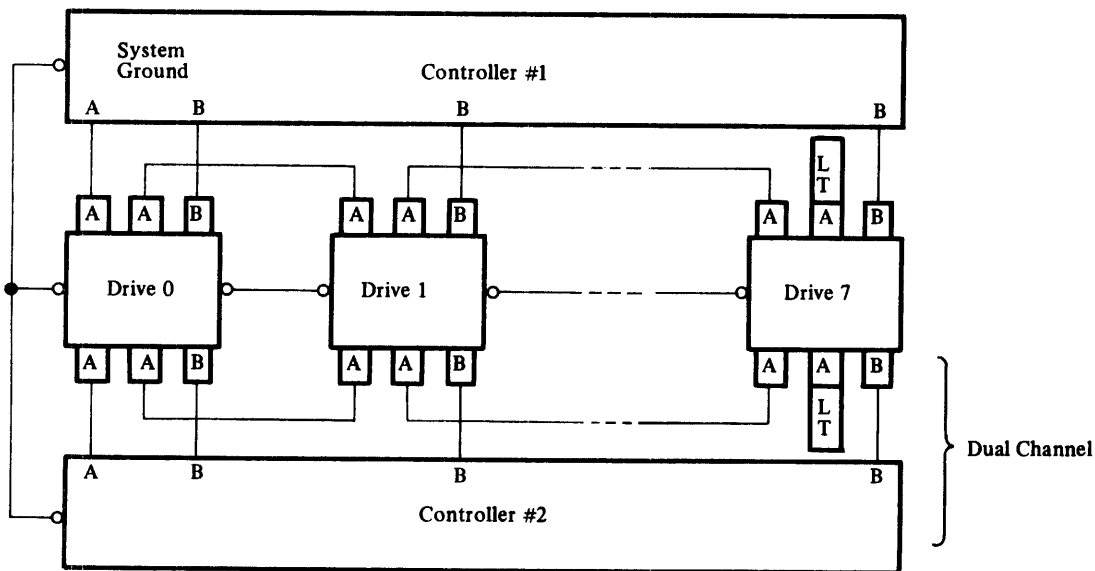 System
Ground
Controller #1
A B B B
L
T
A A B A A B A A B
Drive 0 Drive 1 Drive 7
A A B A A B A A B
L
T
Dual Channel
A B B B
Controller #2